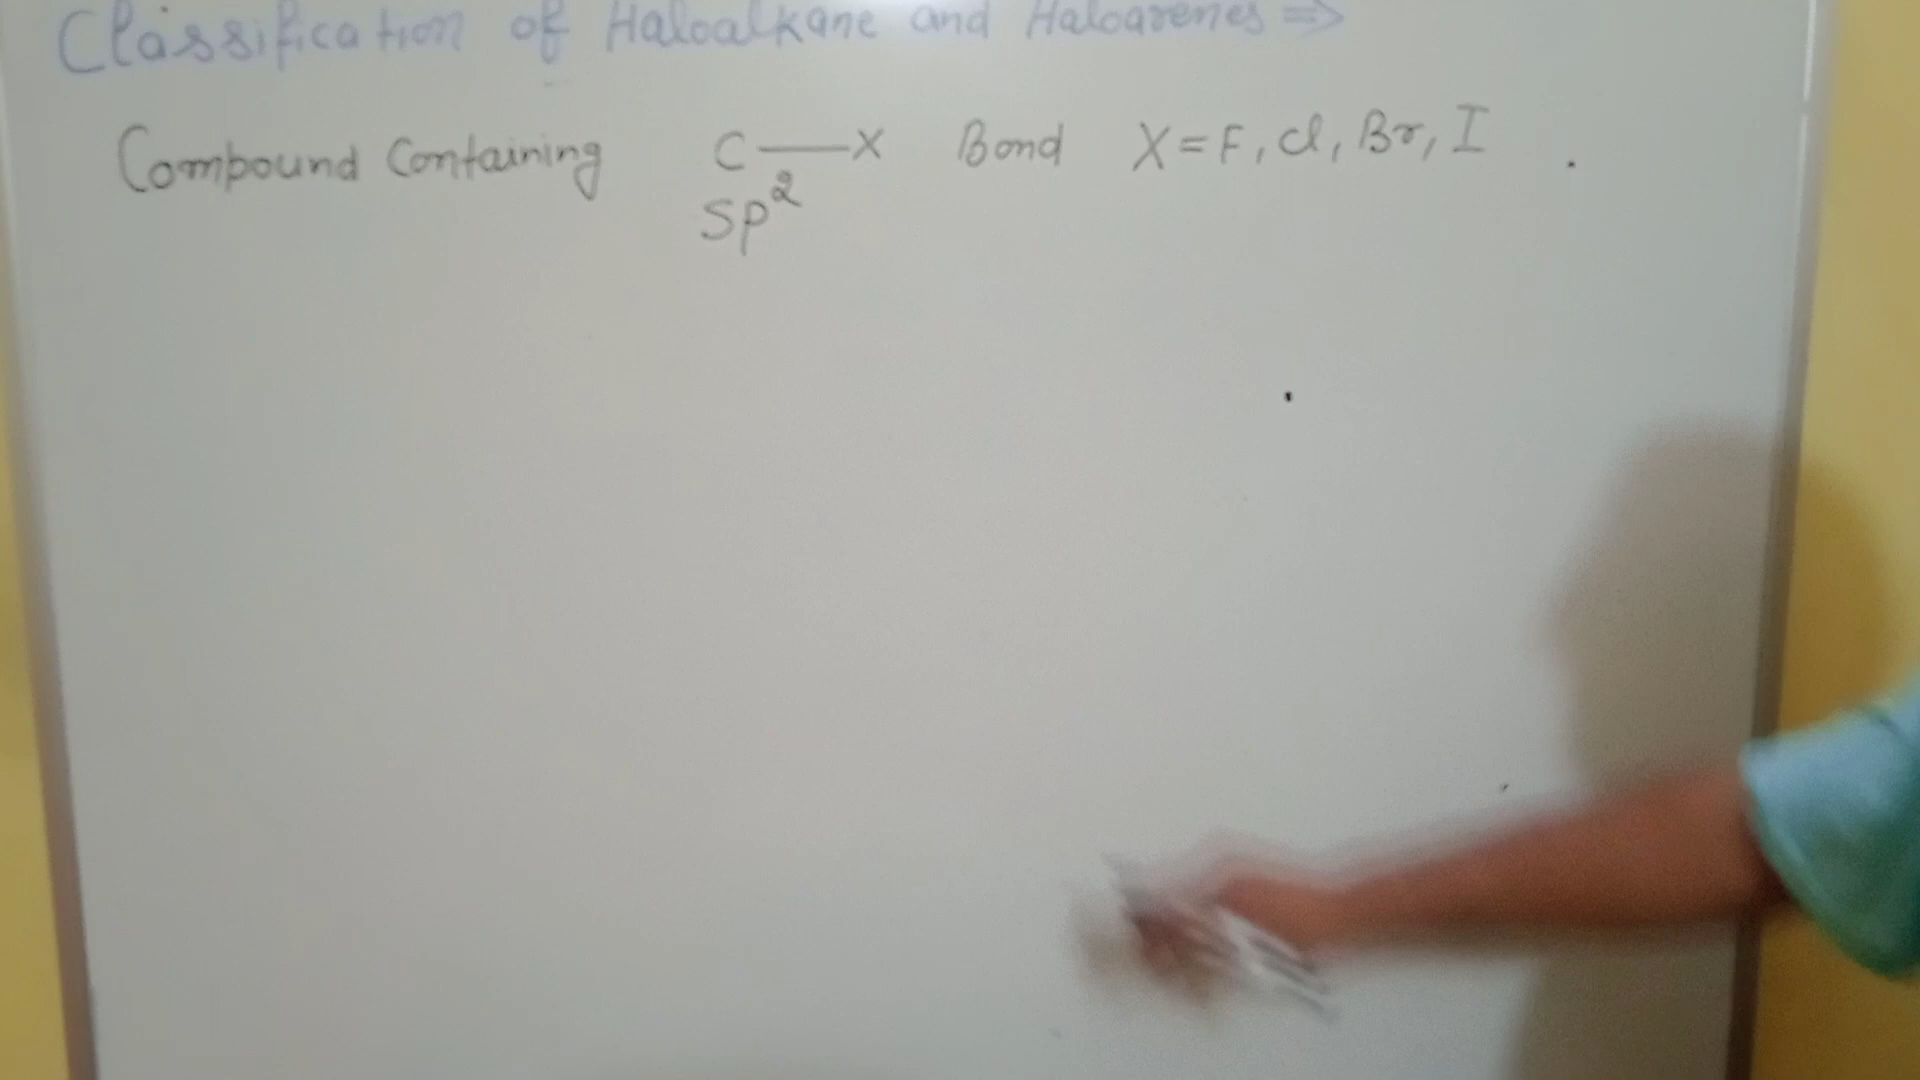 Classification of Haloalkane and Haloarenes ⇒
Compound Containing C—X Bond X=F, Cl, Br, I .
Sp²